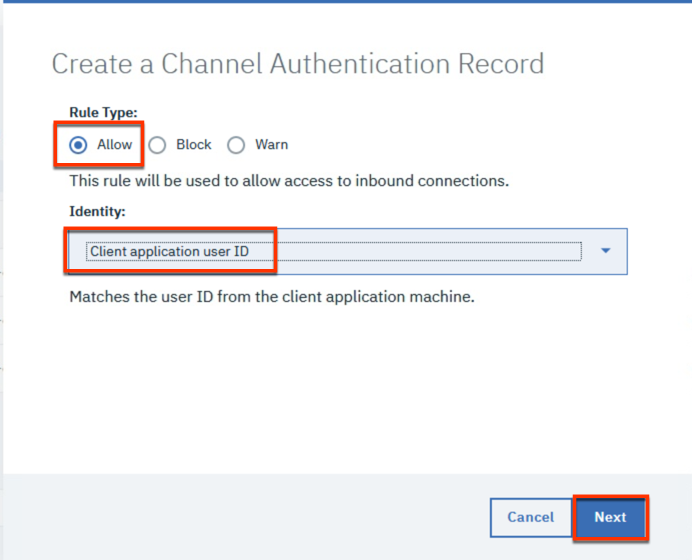 Create a Channel Authentication Record
Rule Type:
Allow Block Warn
This rule will be used to allow access to inbound connections.
Identity:
Client application user ID
Matches the user ID from the client application machine.
Cancel Next